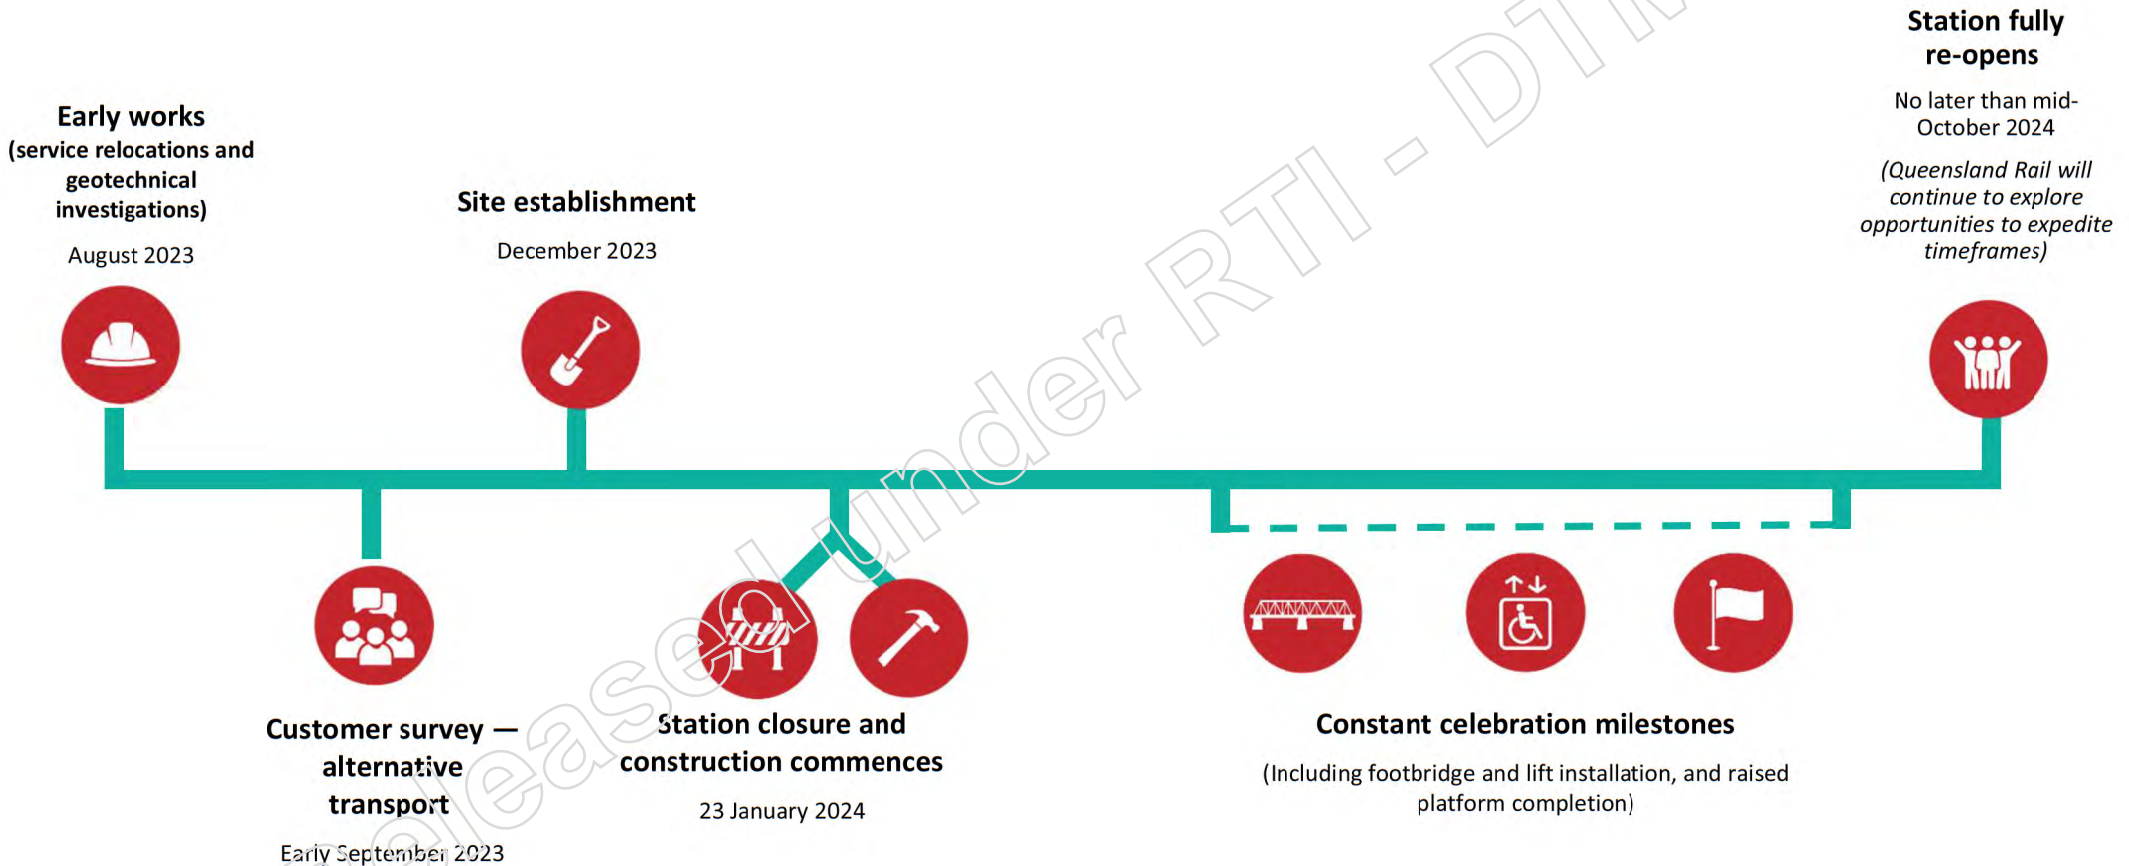 Early works
(service relocations and
geotechnical
investigations)
August 2023
Customer survey —
alternative
transport
Early September 2023
Site establishment
December 2023
Station closure and
construction commences
23 January 2024
Constant celebration milestones
(Including footbridge and lift installation, and raised
platform completion)
Station fully
re-opens
No later than mid-
October 2024
(Queensland Rail will
continue to explore
opportunities to expedite
timeframes)
Released under RTI - DTM